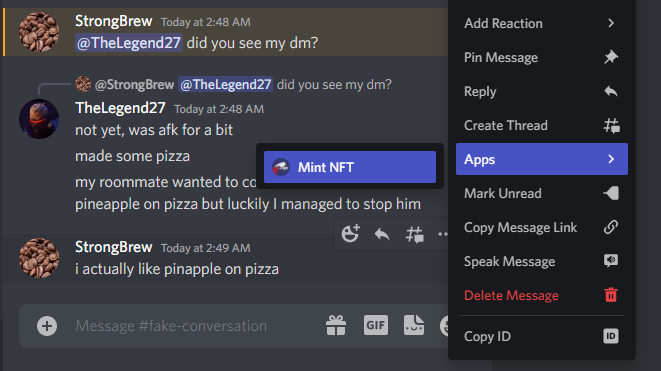 StrongBrew Today at 2:48 AM
@TheLegend27 did you see my dm?
@StrongBrew @TheLegend27 did you see my dm?
TheLegend27 Today at 2:48 AM
not yet, was afk for a bit
made some pizza
my roommate wanted to
pineapple on pizza but luckily I managed to stop him
StrongBrew Today at 2:49 AM
i actually like pinapple on pizza
Message #fake-conversation
GIF
Mint NFT
Add Reaction
Pin Message
Reply
Create Thread
Apps
Mark Unread
Copy Message Link
Speak Message
Delete Message
Copy ID
ID